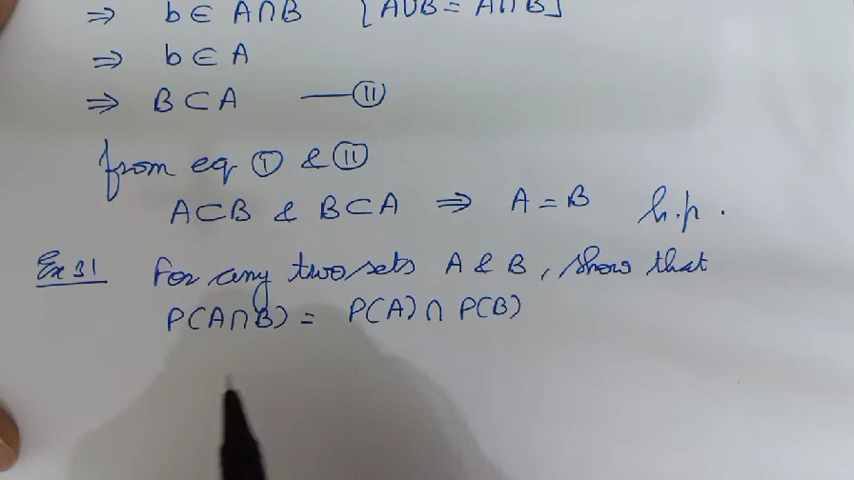 ⇒ b ∈ A∩B [A∪B = A∩B]
⇒ b ∈ A
⇒ B ⊂ A —(II)
from eq (I) & (II)
A⊂B & B⊂A ⇒ A = B h.p.
Ex 31 For any two sets A & B, show that
P(A∩B) = P(A) ∩ P(B)